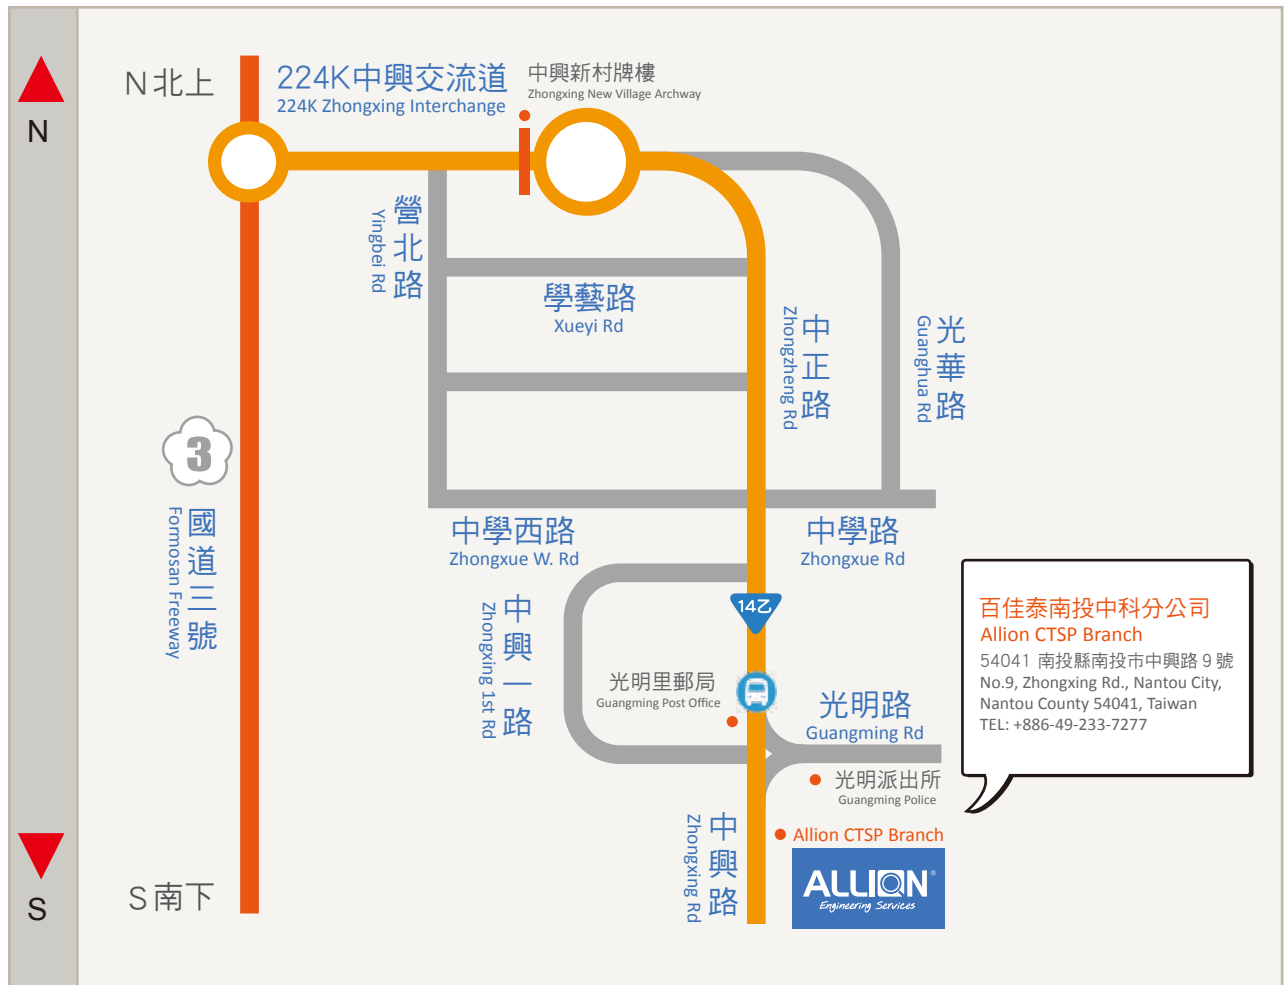 N
N北上
224K中興交流道
224K Zhongxing Interchange
中興新村牌樓
Zhongxing New Village Archway
營北路
Yingbei Rd
學藝路
Xueyi Rd
中正路
Zhongzheng Rd
光華路
Guanghua Rd
3
國道三號
Formosan Freeway
中學西路
Zhongxue W. Rd
中學路
Zhongxue Rd
中興一路
Zhongxing 1st Rd
14乙
光明里郵局
Guangming Post Office
光明路
Guangming Rd
光明派出所
Guangming Police
百佳泰南投中科分公司
Allion CTSP Branch
54041 南投縣南投市中興路 9 號
No.9, Zhongxing Rd., Nantou City,
Nantou County 54041, Taiwan
TEL: +886-49-233-7277
中興路
Zhongxing Rd
Allion CTSP Branch
ALLION®
Engineering Services
S南下
S